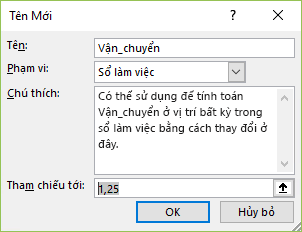 Tên Mới
Tên:
Vận_chuyển
Phạm vi:
Sổ làm việc
Chú thích:
Có thể sử dụng để tính toán
Vận_chuyển ở vị trí bất kỳ trong
sổ làm việc bằng cách thay đổi ở
đây.
Tham chiếu tới:
1,25
OK
Hủy bỏ